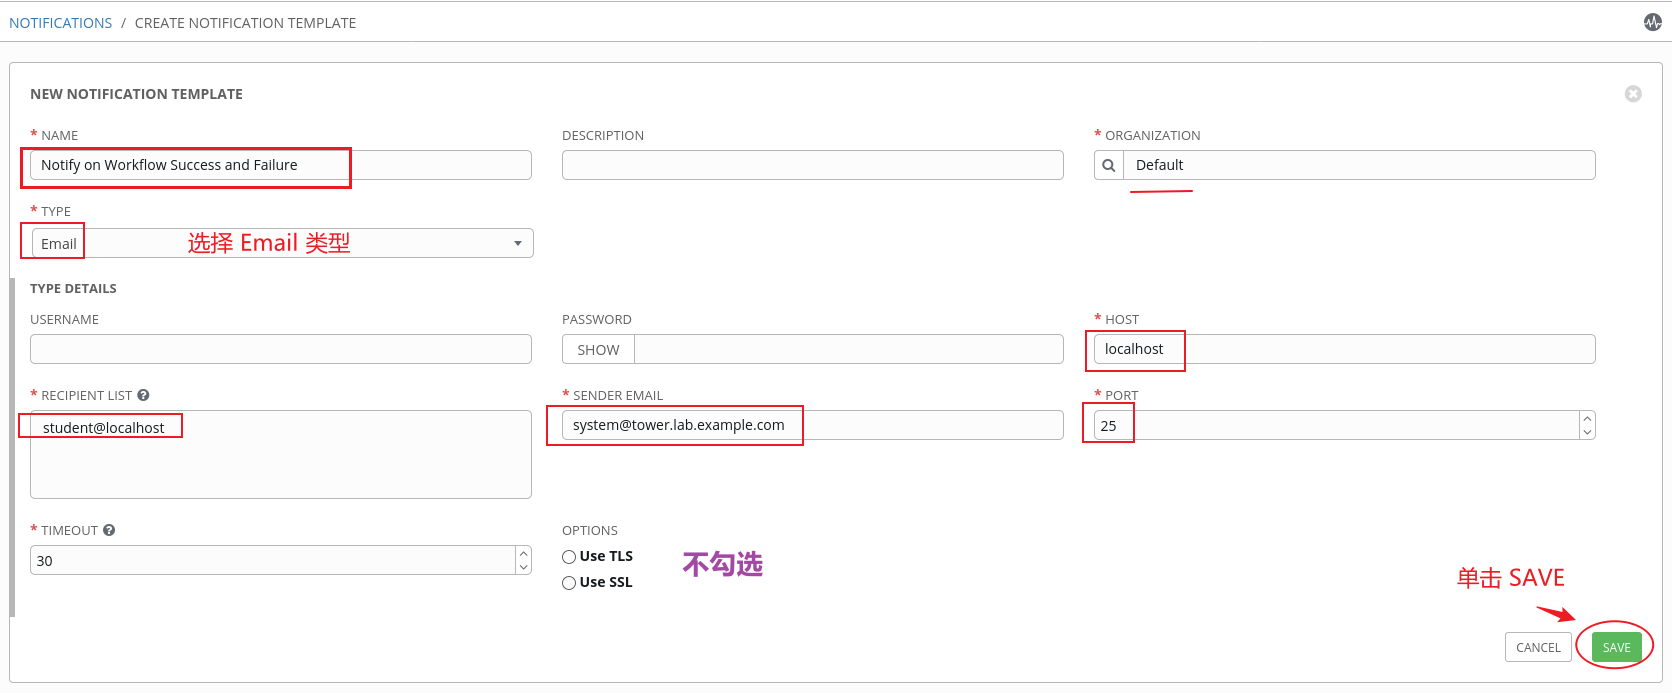 NOTIFICATIONS / CREATE NOTIFICATION TEMPLATE
NEW NOTIFICATION TEMPLATE
* NAME
Notify on Workflow Success and Failure
DESCRIPTION
* ORGANIZATION
Default
* TYPE
Email
选择 Email 类型
TYPE DETAILS
USERNAME
PASSWORD
SHOW
* HOST
localhost
* RECIPIENT LIST ?
student@localhost
* SENDER EMAIL
system@tower.lab.example.com
* PORT
25
* TIMEOUT ?
30
OPTIONS
Use TLS
Use SSL
不勾选
单击 SAVE
CANCEL
SAVE